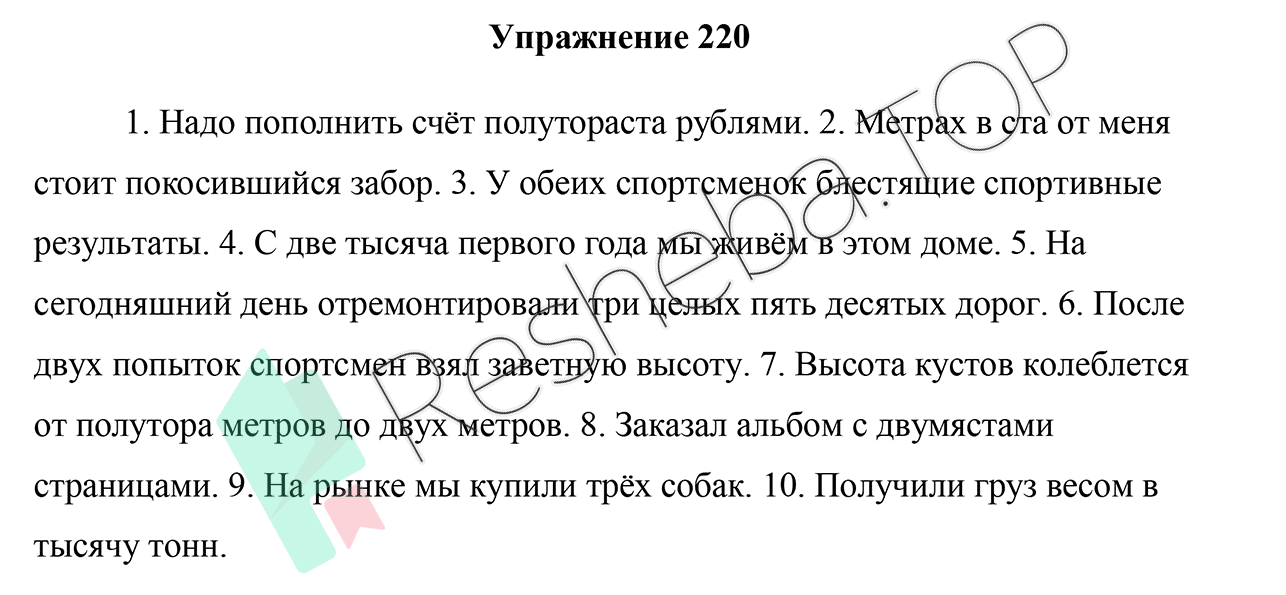 Упражнение 220
1. Надо пополнить счёт полутораста рублями. 2. Метрах в ста от меня
стоит покосившийся забор. 3. У обеих спортсменок блестящие спортивные
результаты. 4. С две тысяча первого года мы живём в этом доме. 5. На
сегодняшний день отремонтировали три целых пять десятых дорог. 6. После
двух попыток спортсмен взял заветную высоту. 7. Высота кустов колеблется
от полутора метров до двух метров. 8. Заказал альбом с двумястами
страницами. 9. На рынке мы купили трёх собак. 10. Получили груз весом в
тысячу тонн.
Resheba.TOP